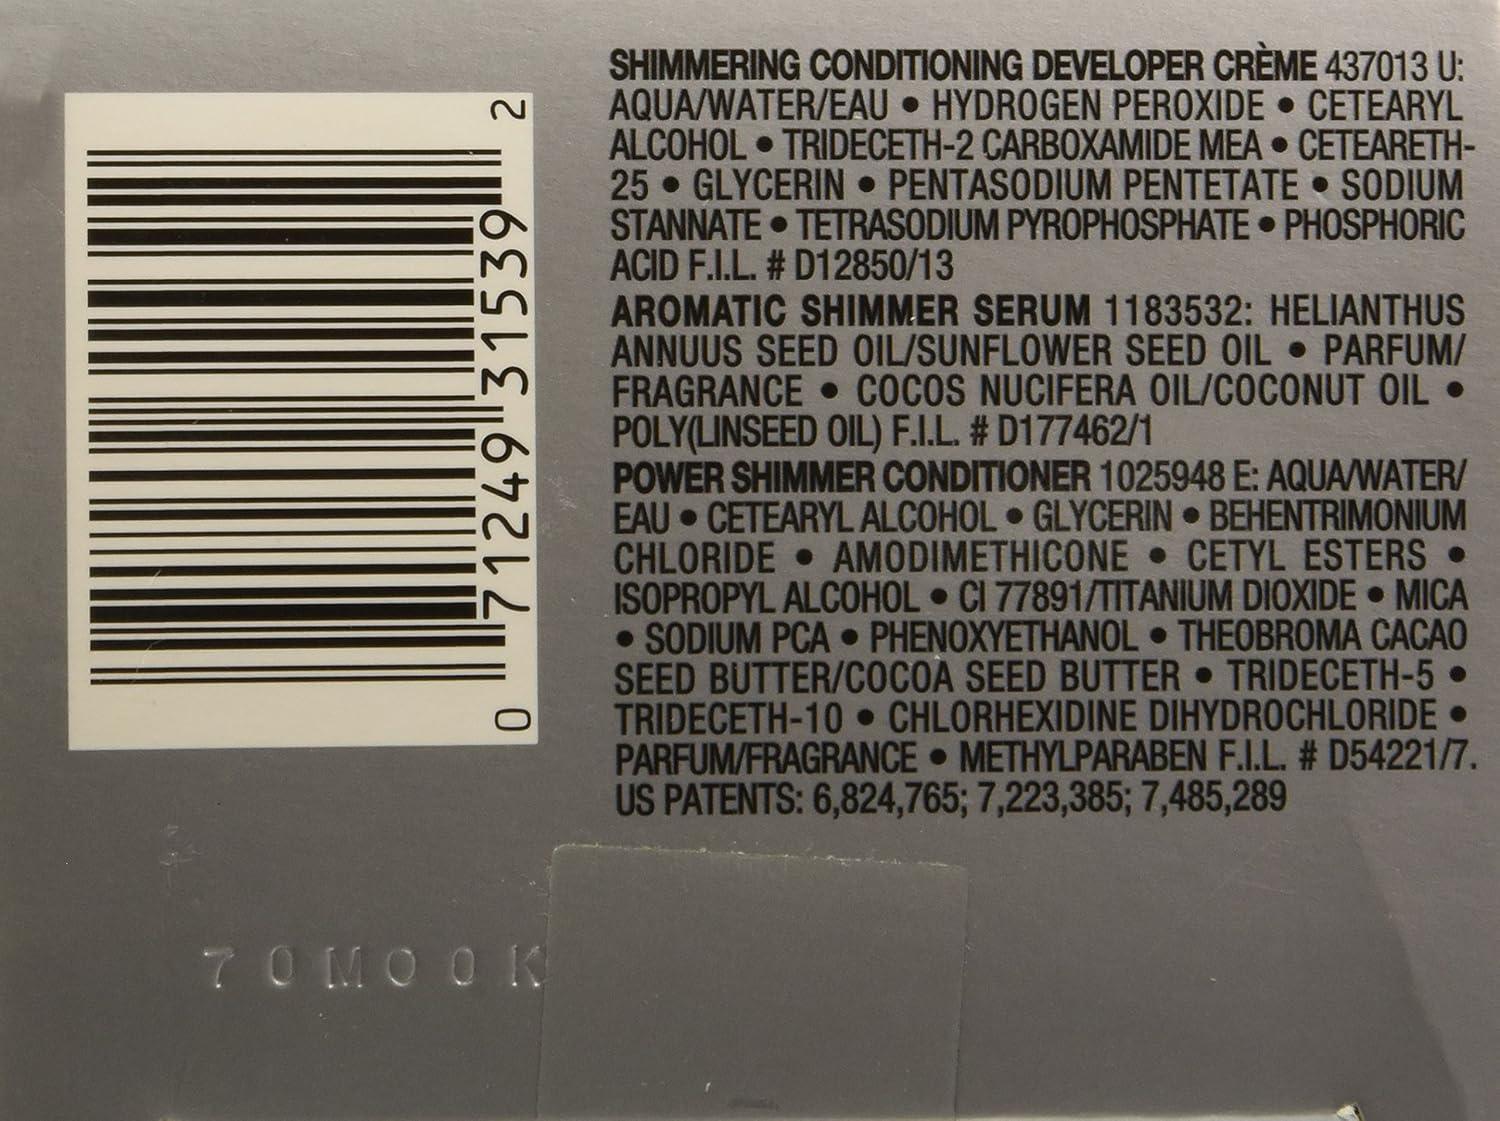 SHIMMERING CONDITIONING DEVELOPER CRÈME 437013 U:
AQUA/WATER/EAU • HYDROGEN PEROXIDE • CETEARYL
ALCOHOL • TRIDECETH-2 CARBOXAMIDE MEA • CETEARETH-
25 • GLYCERIN • PENTASODIUM PENTETATE • SODIUM
STANNATE • TETRASODIUM PYROPHOSPHATE • PHOSPHORIC
ACID F.I.L. # D12850/13
AROMATIC SHIMMER SERUM 1183532: HELIANTHUS
ANNUUS SEED OIL/SUNFLOWER SEED OIL • PARFUM/
FRAGRANCE • COCOS NUCIFERA OIL/COCONUT OIL •
POLY(LINSEED OIL) F.I.L. # D177462/1
POWER SHIMMER CONDITIONER 1025948 E: AQUA/WATER/
EAU • CETEARYL ALCOHOL • GLYCERIN • BEHENTRIMONIUM
CHLORIDE • AMODIMETHICONE • CETYL ESTERS •
ISOPROPYL ALCOHOL • CI 77891/TITANIUM DIOXIDE • MICA
• SODIUM PCA • PHENOXYETHANOL • THEOBROMA CACAO
SEED BUTTER/COCOA SEED BUTTER • TRIDECETH-5 •
TRIDECETH-10 • CHLORHEXIDINE DIHYDROCHLORIDE •
PARFUM/FRAGRANCE • METHYLPARABEN F.I.L. # D54221/7.
US PATENTS: 6,824,765; 7,223,385; 7,485,289
0 71249 31539 2
70M00K